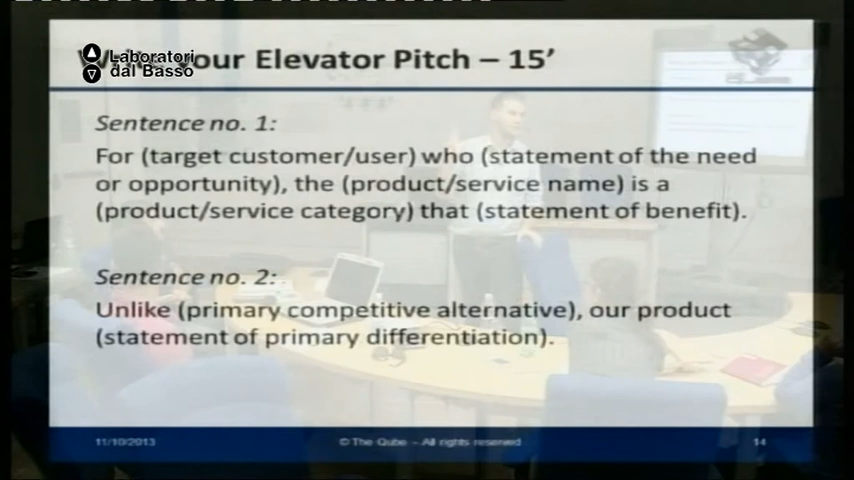 Laboratori
dal Basso
your Elevator Pitch – 15’
Sentence no. 1:
For (target customer/user) who (statement of the need
or opportunity), the (product/service name) is a
(product/service category) that (statement of benefit).
Sentence no. 2:
Unlike (primary competitive alternative), our product
(statement of primary differentiation).
11/10/2013
© The Qube – All rights reserved
14